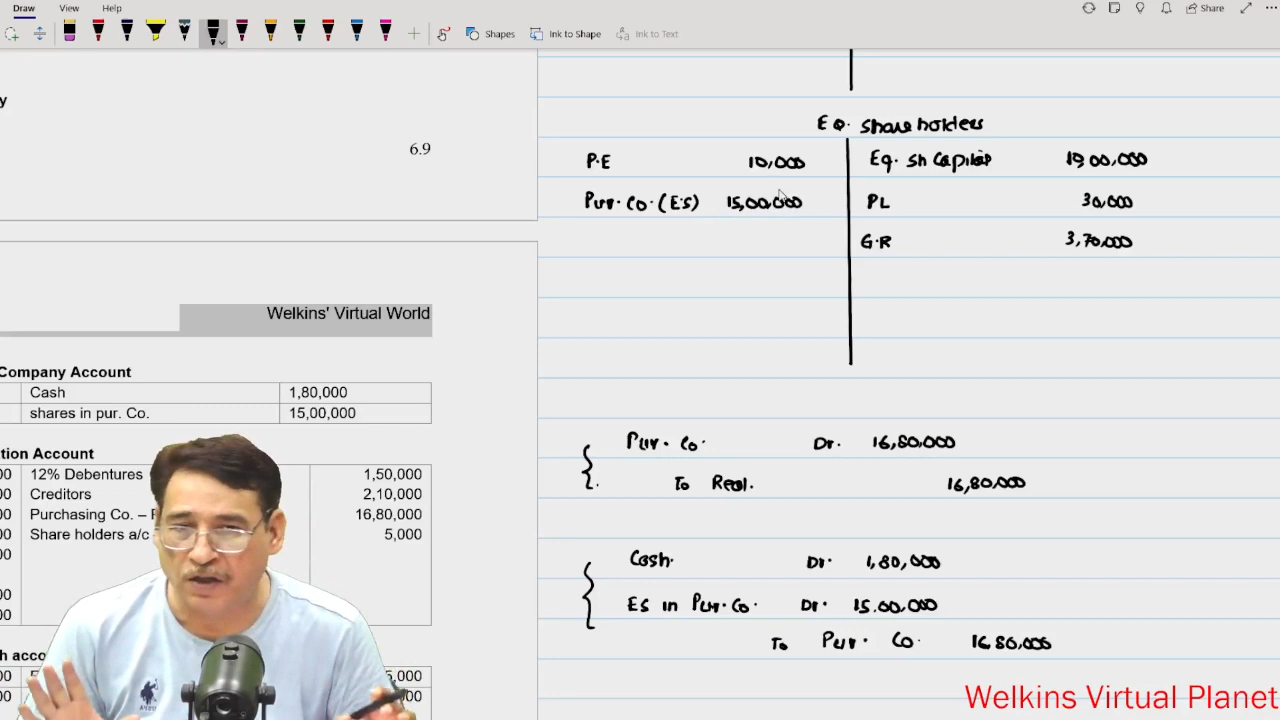 Draw View Help
Share
Shapes
Ink to Shape
Ink to Text
y
6.9
Welkins' Virtual World
Company Account
Cash 1,80,000
shares in pur. Co. 15,00,000
tion Account
12% Debentures 1,50,000
Creditors 2,10,000
Purchasing Co. – 16,80,000
Share holders a/c 5,000
Eq. Shareholders
P.E 10,000 Eq. Sh Capital 10,00,000
Pur. Co. (ES) 15,00,000 PL 30,000
G.R 3,70,000
Pur. Co. Dr. 16,80,000
To Real. 16,80,000
Cash. Dr. 1,80,000
ES in Pur. Co. Dr. 15.00,000
To Pur. Co. 16,80,000
Welkins Virtual Planet